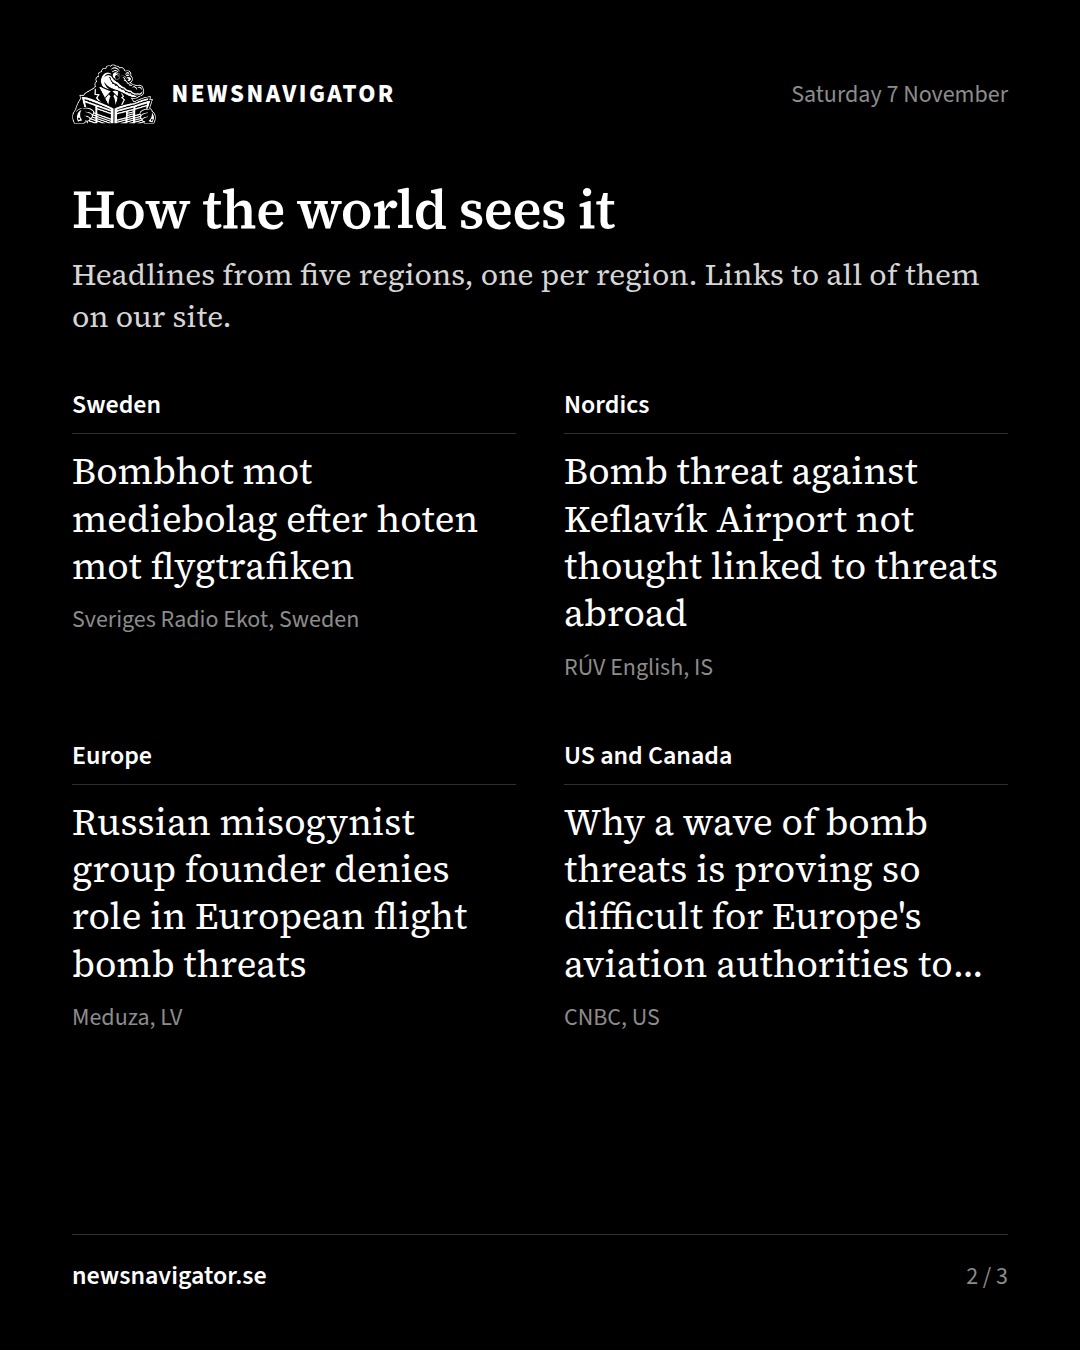 NEWSNAVIGATOR
Saturday 7 November
How the world sees it
Headlines from five regions, one per region. Links to all of them
on our site.
Sweden
Bombhot mot
mediebolag efter hoten
mot flygtrafiken
Sveriges Radio Ekot, Sweden
Nordics
Bomb threat against
Keflavík Airport not
thought linked to threats
abroad
RÚV English, IS
Europe
Russian misogynist
group founder denies
role in European flight
bomb threats
Meduza, LV
US and Canada
Why a wave of bomb
threats is proving so
difficult for Europe's
aviation authorities to...
CNBC, US
newsnavigator.se
2 / 3